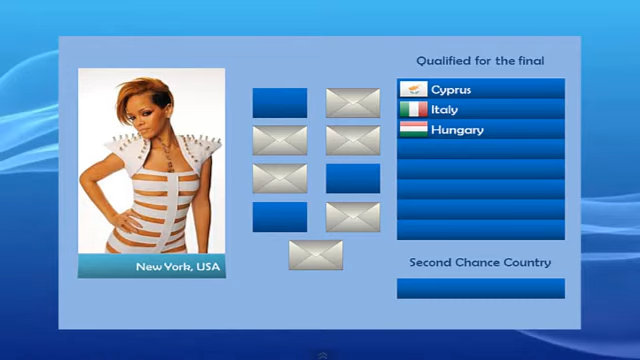 Qualified for the final
Cyprus
Italy
Hungary
New York, USA
Second Chance Country